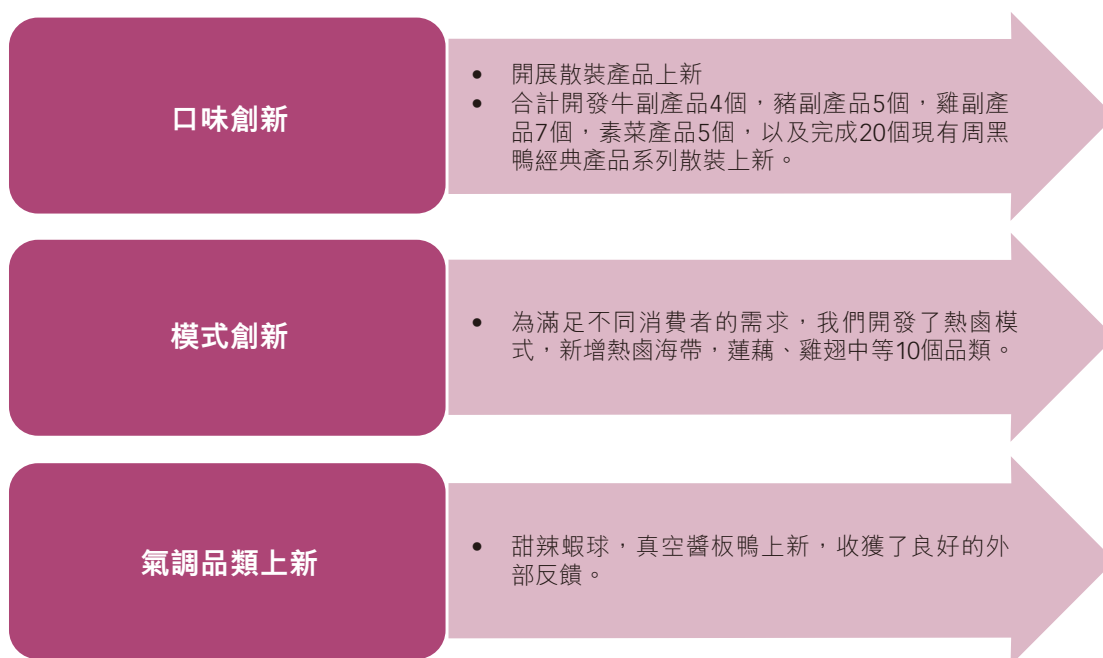 口味創新
• 開展散裝產品上新
• 合計開發牛副產品4個，豬副產品5個，雞副產
品7個，素菜產品5個，以及完成20個現有周黑
鴨經典產品系列散裝上新。
模式創新
• 為滿足不同消費者的需求，我們開發了熱鹵模
式，新增熱鹵海帶，蓮藕、雞翅中等10個品類。
氣調品類上新
• 甜辣蝦球，真空醬板鴨上新，收獲了良好的外
部反饋。